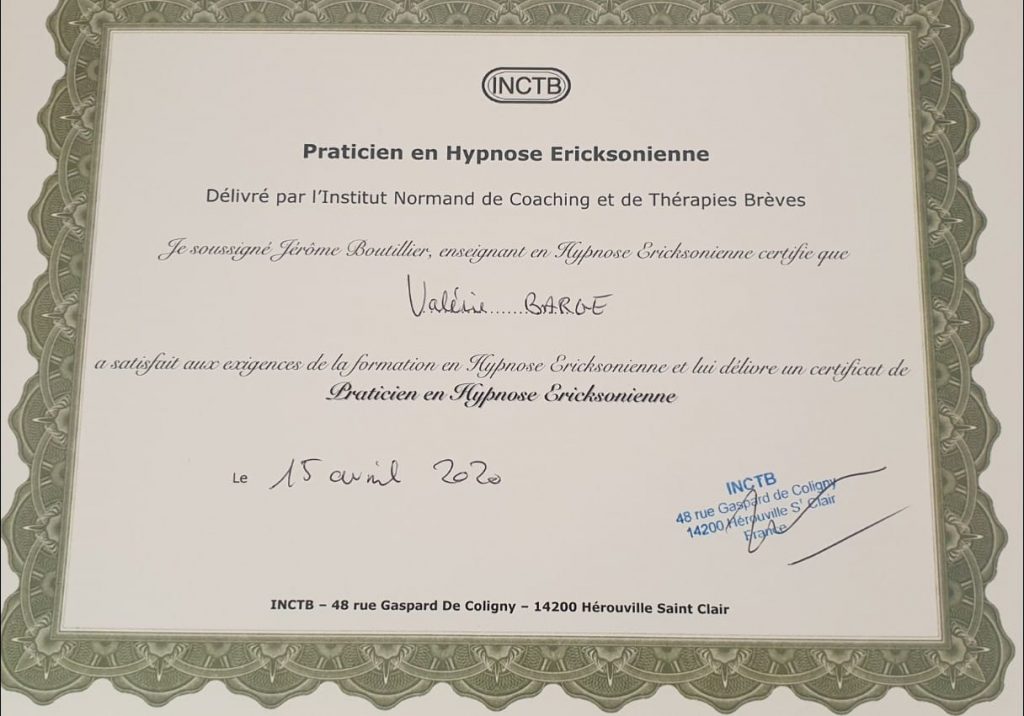 INCTB
Praticien en Hypnose Ericksonienne
Délivré par l'Institut Normand de Coaching et de Thérapies Brèves
Je soussigné Jérôme Boutillier, enseignant en Hypnose Ericksonienne certifie que
Valérie......BARGE
a satisfait aux exigences de la formation en Hypnose Ericksonienne et lui délivre un certificat de
Praticien en Hypnose Ericksonienne
Le 15 avril 2020
INCTB
48 rue Gaspard de Coligny
14200 Hérouville St Clair
France
INCTB – 48 rue Gaspard De Coligny – 14200 Hérouville Saint Clair